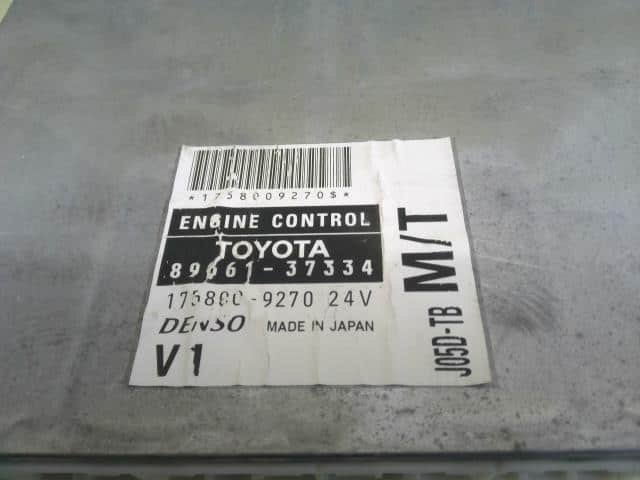 *1758009270$*
ENGINE CONTROL
TOYOTA
89661-37334
175800-9270 24V
DENSO MADE IN JAPAN
V1
M/T
J05D-TB